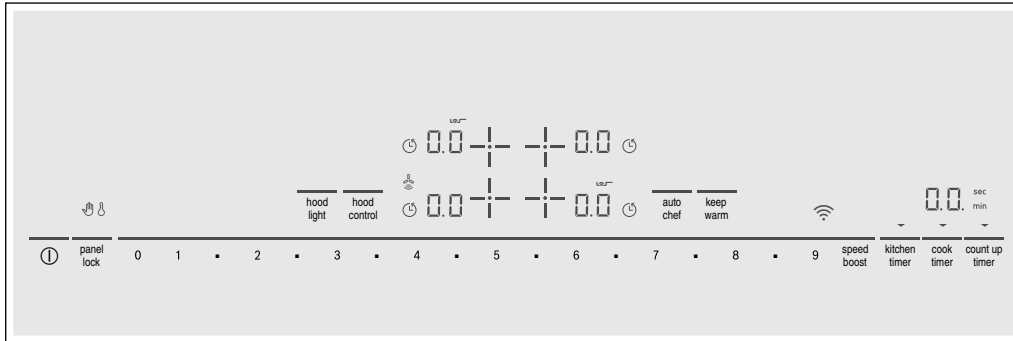 0.0 0.0
hood light
hood control
0.0 0.0
auto chef
keep warm
0.0. sec
min
panel lock
0 1 . 2 . 3 . 4 . 5 . 6 . 7 . 8 . 9
speed boost
kitchen timer
cook timer
count up timer